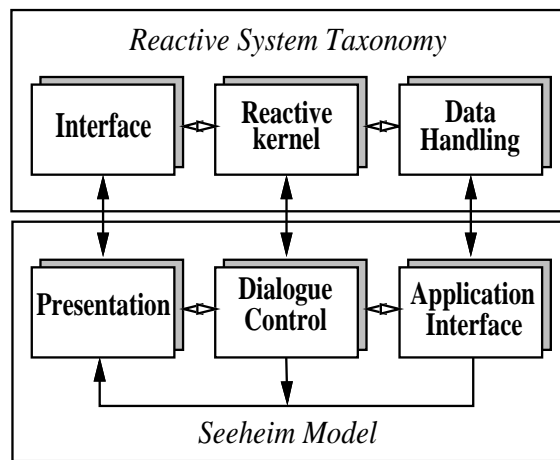 Reactive System Taxonomy
Interface
Reactive
kernel
Data
Handling
Presentation
Dialogue
Control
Application
Interface
Seeheim Model